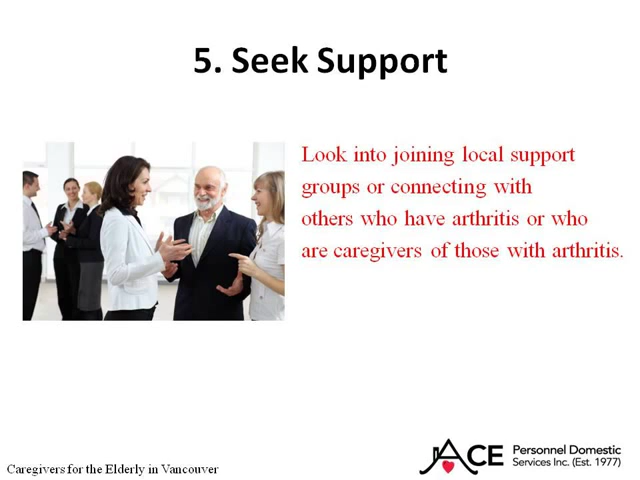 5. Seek Support
Look into joining local support
groups or connecting with
others who have arthritis or who
are caregivers of those with arthritis.
Caregivers for the Elderly in Vancouver
ACE Personnel Domestic
Services Inc. (Est. 1977)